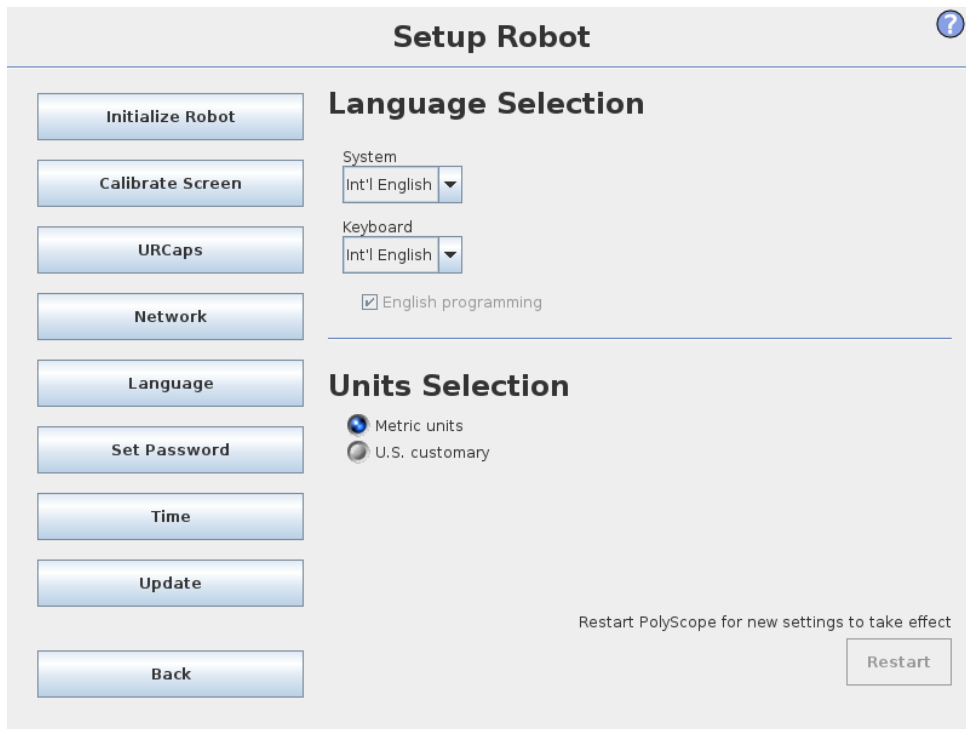 Setup Robot
?
Initialize Robot
Calibrate Screen
URCaps
Network
Language
Set Password
Time
Update
Back
Language Selection
System
Int'l English
Keyboard
Int'l English
English programming
Units Selection
Metric units
U.S. customary
Restart PolyScope for new settings to take effect
Restart